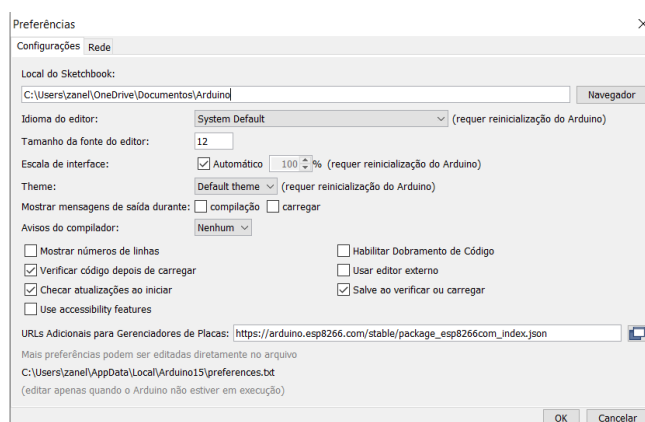 Preferências
Configurações Rede
Local do Sketchbook:
C:\Users\zanel\OneDrive\Documentos\Arduino Navegador
Idioma do editor: System Default (requer reinicialização do Arduino)
Tamanho da fonte do editor: 12
Escala de interface: Automático 100 % (requer reinicialização do Arduino)
Theme: Default theme (requer reinicialização do Arduino)
Mostrar mensagens de saída durante: compilação carregar
Avisos do compilador: Nenhum
Mostrar números de linhas Habilitar Dobramento de Código
Verificar código depois de carregar Usar editor externo
Checar atualizações ao iniciar Salve ao verificar ou carregar
Use accessibility features
URLs Adicionais para Gerenciadores de Placas: https://arduino.esp8266.com/stable/package_esp8266com_index.json
Mais preferências podem ser editadas diretamente no arquivo
C:\Users\zanel\AppData\Local\Arduino15\preferences.txt
(editar apenas quando o Arduino não estiver em execução)
OK Cancelar